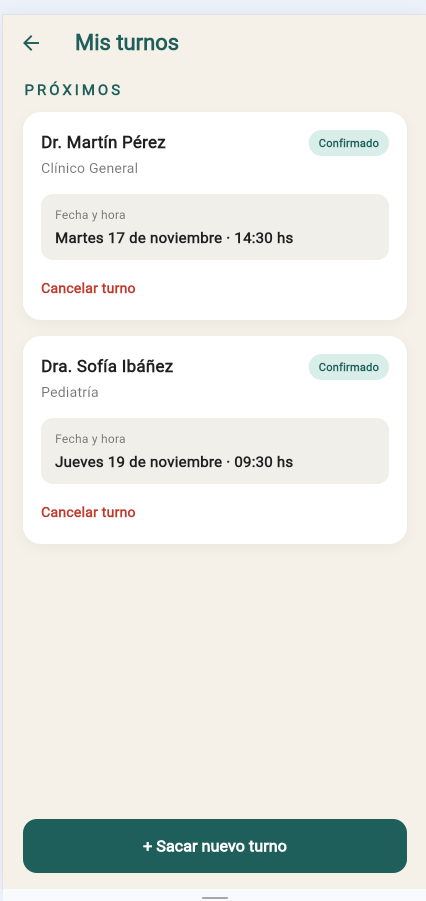 Mis turnos
PRÓXIMOS
Dr. Martín Pérez
Confirmado
Clínico General
Fecha y hora
Martes 17 de noviembre · 14:30 hs
Cancelar turno
Dra. Sofía Ibáñez
Confirmado
Pediatría
Fecha y hora
Jueves 19 de noviembre · 09:30 hs
Cancelar turno
+ Sacar nuevo turno